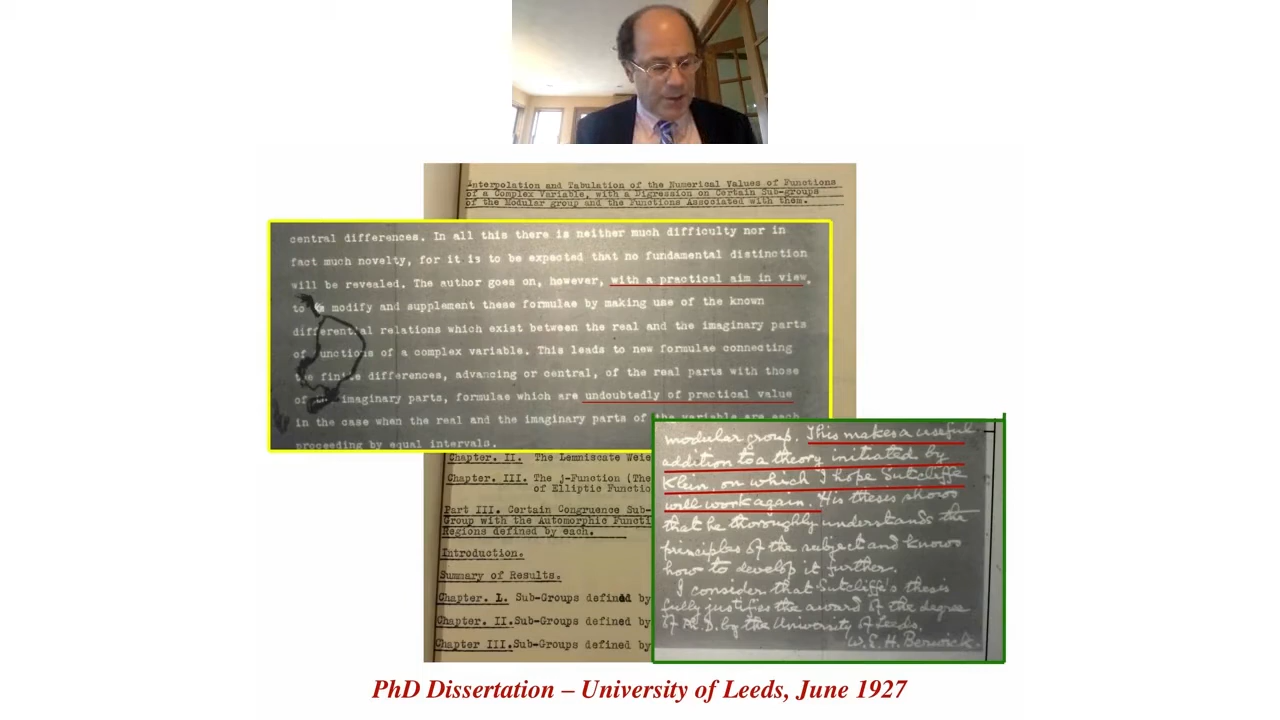 Interpolation and Tabulation of the Numerical Values of Functions
of a Complex Variable, with a Digression on Certain Sub-groups
of the Modular group and the Functions Associated with them.
central differences. In all this there is neither much difficulty nor in
fact much novelty, for it is to be expected that no fundamental distinction
will be revealed. The author goes on, however, with a practical aim in view,
to modify and supplement these formulae by making use of the known
differential relations which exist between the real and the imaginary parts
of functions of a complex variable. This leads to new formulae connecting
the finite differences, advancing or central, of the real parts with those
of imaginary parts, formulae which are undoubtedly of practical value
in the case when the real and the imaginary parts of the variable are each
proceeding by equal intervals.
Chapter. II. The Lemniscate Weie
Chapter. III. The j-Function (The
of Elliptic Functio
Part III. Certain Congruence Sub-
Group with the Automorphic Functi
Regions defined by each.
Introduction.
Summary of Results.
Chapter. I. Sub-Groups defined by
Chapter. II. Sub-Groups defined by
Chapter III. Sub-Groups defined by
modular group. This makes a useful
addition to a theory initiated by
Klein, on which I hope Sutcliffe
will work again. His theses shows
that he thoroughly understands the
principles of the subject and knows
how to develop it further.
I consider that Sutcliffe's thesis
fully justifies the award of the degree
of Ph.D. by the University of Leeds.
W.E.H. Berwick.
PhD Dissertation – University of Leeds, June 1927